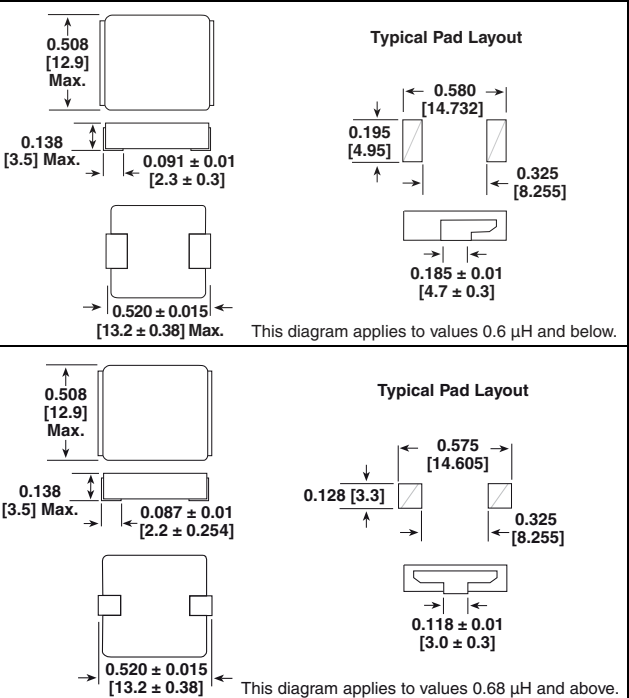 0.508
[12.9]
Max.
Typical Pad Layout
0.580
[14.732]
0.138
[3.5] Max.
0.091 ± 0.01
[2.3 ± 0.3]
0.195
[4.95]
0.325
[8.255]
0.185 ± 0.01
[4.7 ± 0.3]
0.520 ± 0.015
[13.2 ± 0.38] Max.
This diagram applies to values 0.6 µH and below.
0.508
[12.9]
Max.
Typical Pad Layout
0.575
[14.605]
0.138
[3.5] Max.
0.087 ± 0.01
[2.2 ± 0.254]
0.128 [3.3]
0.325
[8.255]
0.118 ± 0.01
[3.0 ± 0.3]
0.520 ± 0.015
[13.2 ± 0.38]
This diagram applies to values 0.68 µH and above.